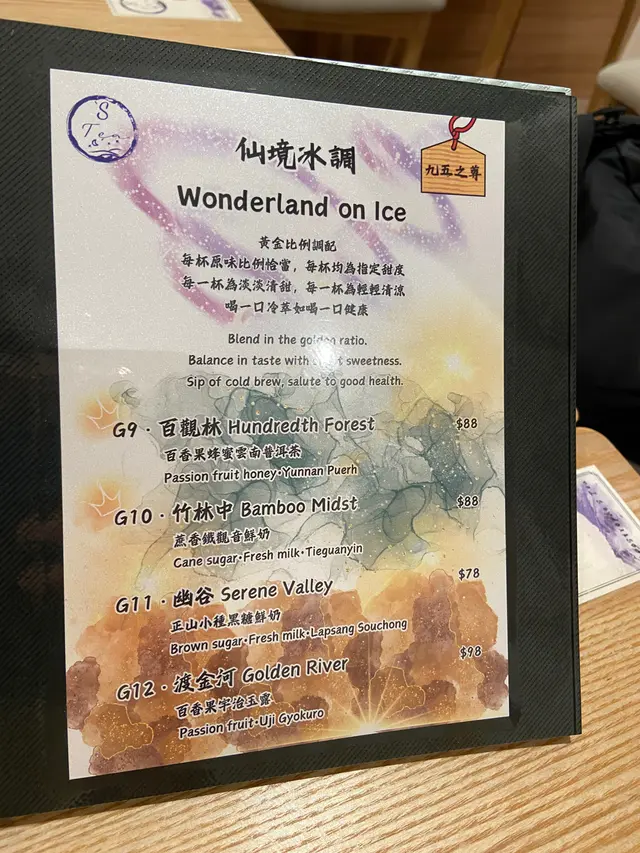 S
Tea
仙境冰調
九五之尊
Wonderland on Ice
黃金比例調配
每杯原味比例恰當，每杯均為指定甜度
每一杯為淡淡清甜，每一杯為輕輕清涼
喝一口冷萃如喝一口健康
Blend in the golden ratio.
Balance in taste with sweetness.
Sip of cold brew, salute to good health.
G9 · 百觀林 Hundredth Forest $88
百香果蜂蜜雲南普洱茶
Passion fruit honey·Yunnan Puerh
G10 · 竹林中 Bamboo Midst $88
蔗香鐵觀音鮮奶
Cane sugar·Fresh milk·Tieguanyin
G11 · 幽谷 Serene Valley $78
正山小種黑糖鮮奶
Brown sugar·Fresh milk·Lapsang Souchong
G12 · 渡金河 Golden River $98
百香果宇治玉露
Passion fruit·Uji Gyokuro